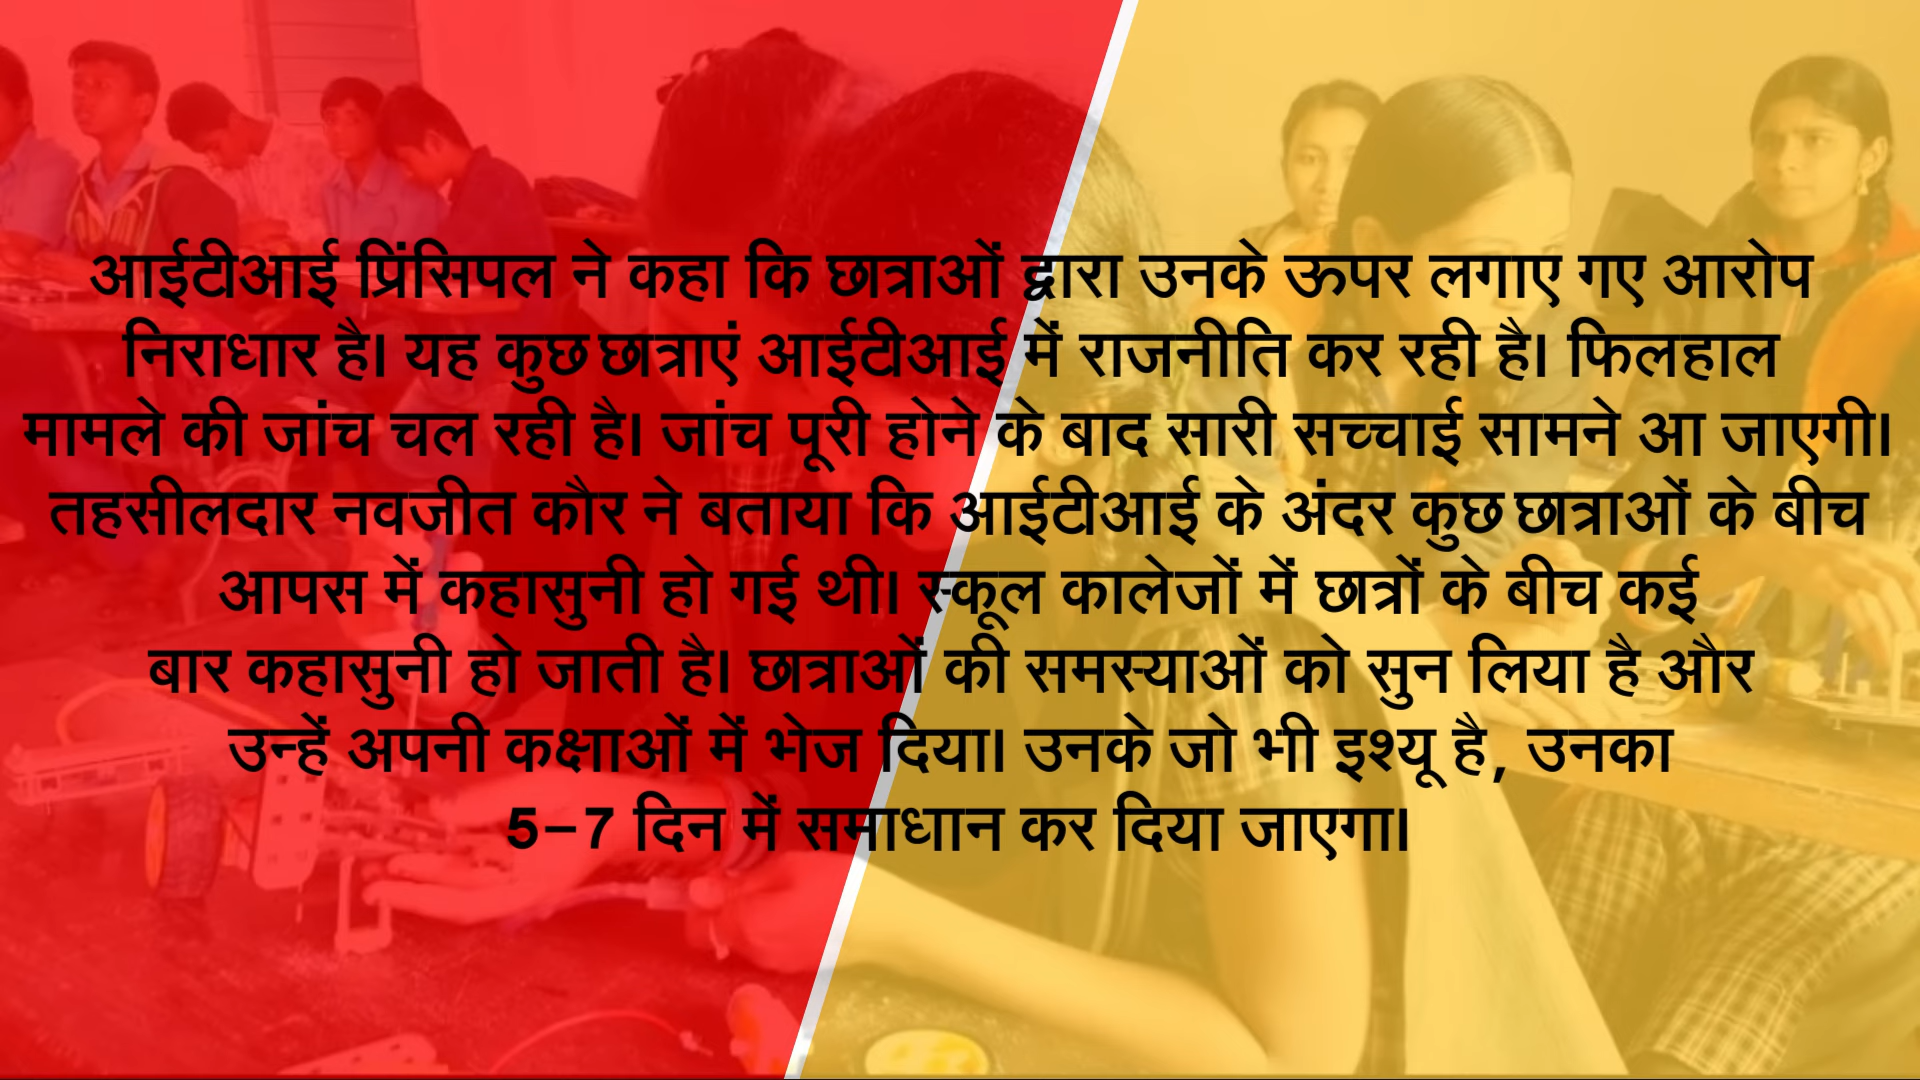 आईटीआई प्रिंसिपल ने कहा कि छात्राओं द्वारा उनके ऊपर लगाए गए आरोप
निराधार है। यह कुछ छात्राएं आईटीआई में राजनीति कर रही है। फिलहाल
मामले की जांच चल रही है। जांच पूरी होने के बाद सारी सच्चाई सामने आ जाएगी।
तहसीलदार नवजीत कौर ने बताया कि आईटीआई के अंदर कुछ छात्राओं के बीच
आपस में कहासुनी हो गई थी। स्कूल कालेजों में छात्रों के बीच कई
बार कहासुनी हो जाती है। छात्राओं की समस्याओं को सुन लिया है और
उन्हें अपनी कक्षाओं में भेज दिया। उनके जो भी इश्यू है, उनका
5-7 दिन में समाधान कर दिया जाएगा।